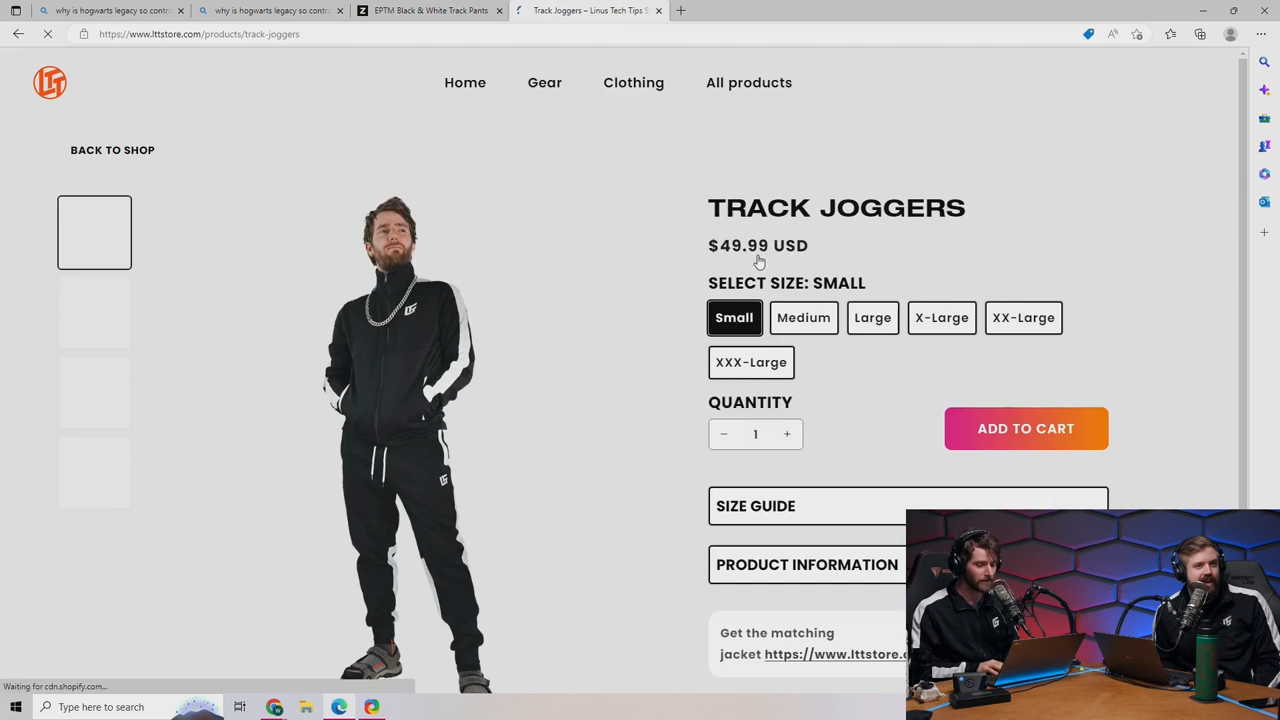 why is hogwarts legacy so contr
why is hogwarts legacy so contr
EPTM Black & White Track Pants
Track Joggers – Linus Tech Tips S
https://www.lttstore.com/products/track-joggers
LTT
Home Gear Clothing All products
BACK TO SHOP
TRACK JOGGERS
$49.99 USD
SELECT SIZE: SMALL
Small Medium Large X-Large XX-Large
XXX-Large
QUANTITY
− 1 +
ADD TO CART
SIZE GUIDE
PRODUCT INFORMATION
Get the matching
jacket https://www.lttstore.c
Waiting for cdn.shopify.com...
Type here to search